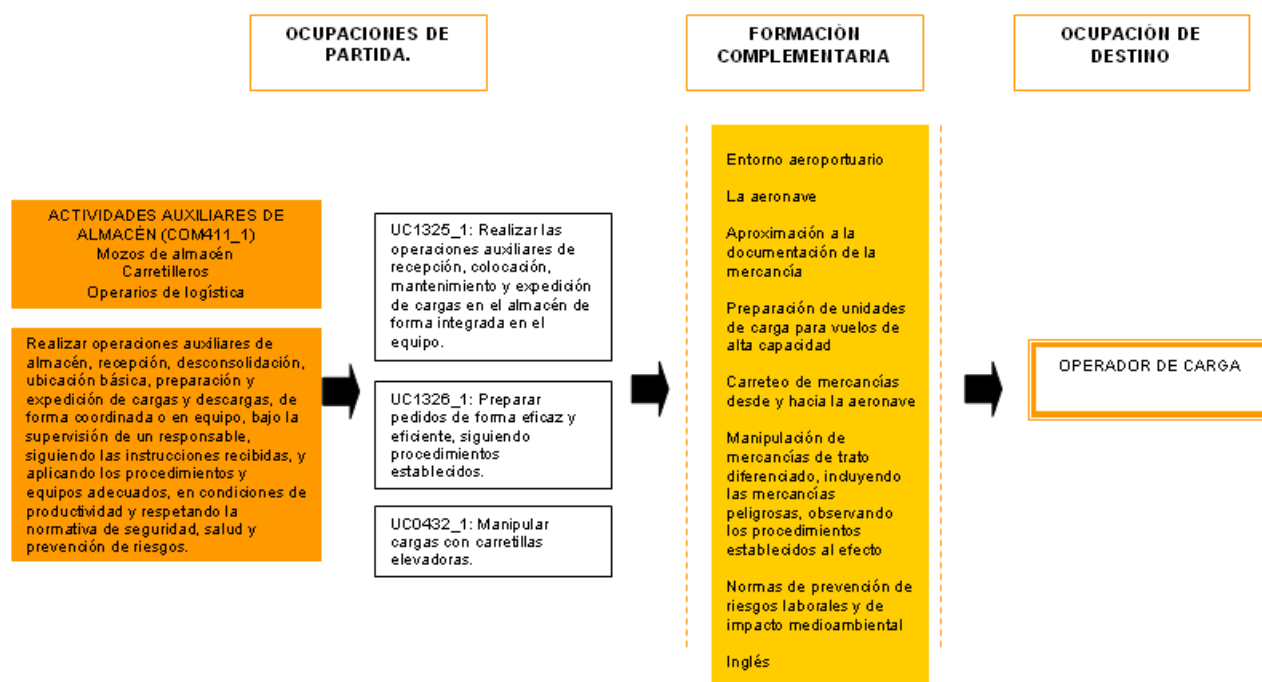 OCUPACIONES DE
PARTIDA.
FORMACIÓN
COMPLEMENTARIA
OCUPACIÓN DE
DESTINO
ACTIVIDADES AUXILIARES DE
ALMACÉN (COM411_1)
Mozos de almacén
Carretilleros
Operarios de logística
Realizar operaciones auxiliares de
almacén, recepción, desconsolidación,
ubicación básica, preparación y
expedición de cargas y descargas, de
forma coordinada o en equipo, bajo la
supervisión de un responsable,
siguiendo las instrucciones recibidas, y
aplicando los procedimientos y
equipos adecuados, en condiciones de
productividad y respetando la
normativa de seguridad, salud y
prevención de riesgos.
UC1325_1: Realizar las
operaciones auxiliares de
recepción, colocación,
mantenimiento y expedición
de cargas en el almacén de
forma integrada en el
equipo.
UC1326_1: Preparar
pedidos de forma eficaz y
eficiente, siguiendo
procedimientos
establecidos.
UC0432_1: Manipular
cargas con carretillas
elevadoras.
Entorno aeroportuario
La aeronave
Aproximación a la
documentación de la
mercancía
Preparación de unidades
de carga para vuelos de
alta capacidad
Carreteo de mercancías
desde y hacia la aeronave
Manipulación de
mercancías de trato
diferenciado, incluyendo
las mercancías
peligrosas, observando
los procedimientos
establecidos al efecto
Normas de prevención de
riesgos laborales y de
impacto medioambiental
Inglés
OPERADOR DE CARGA